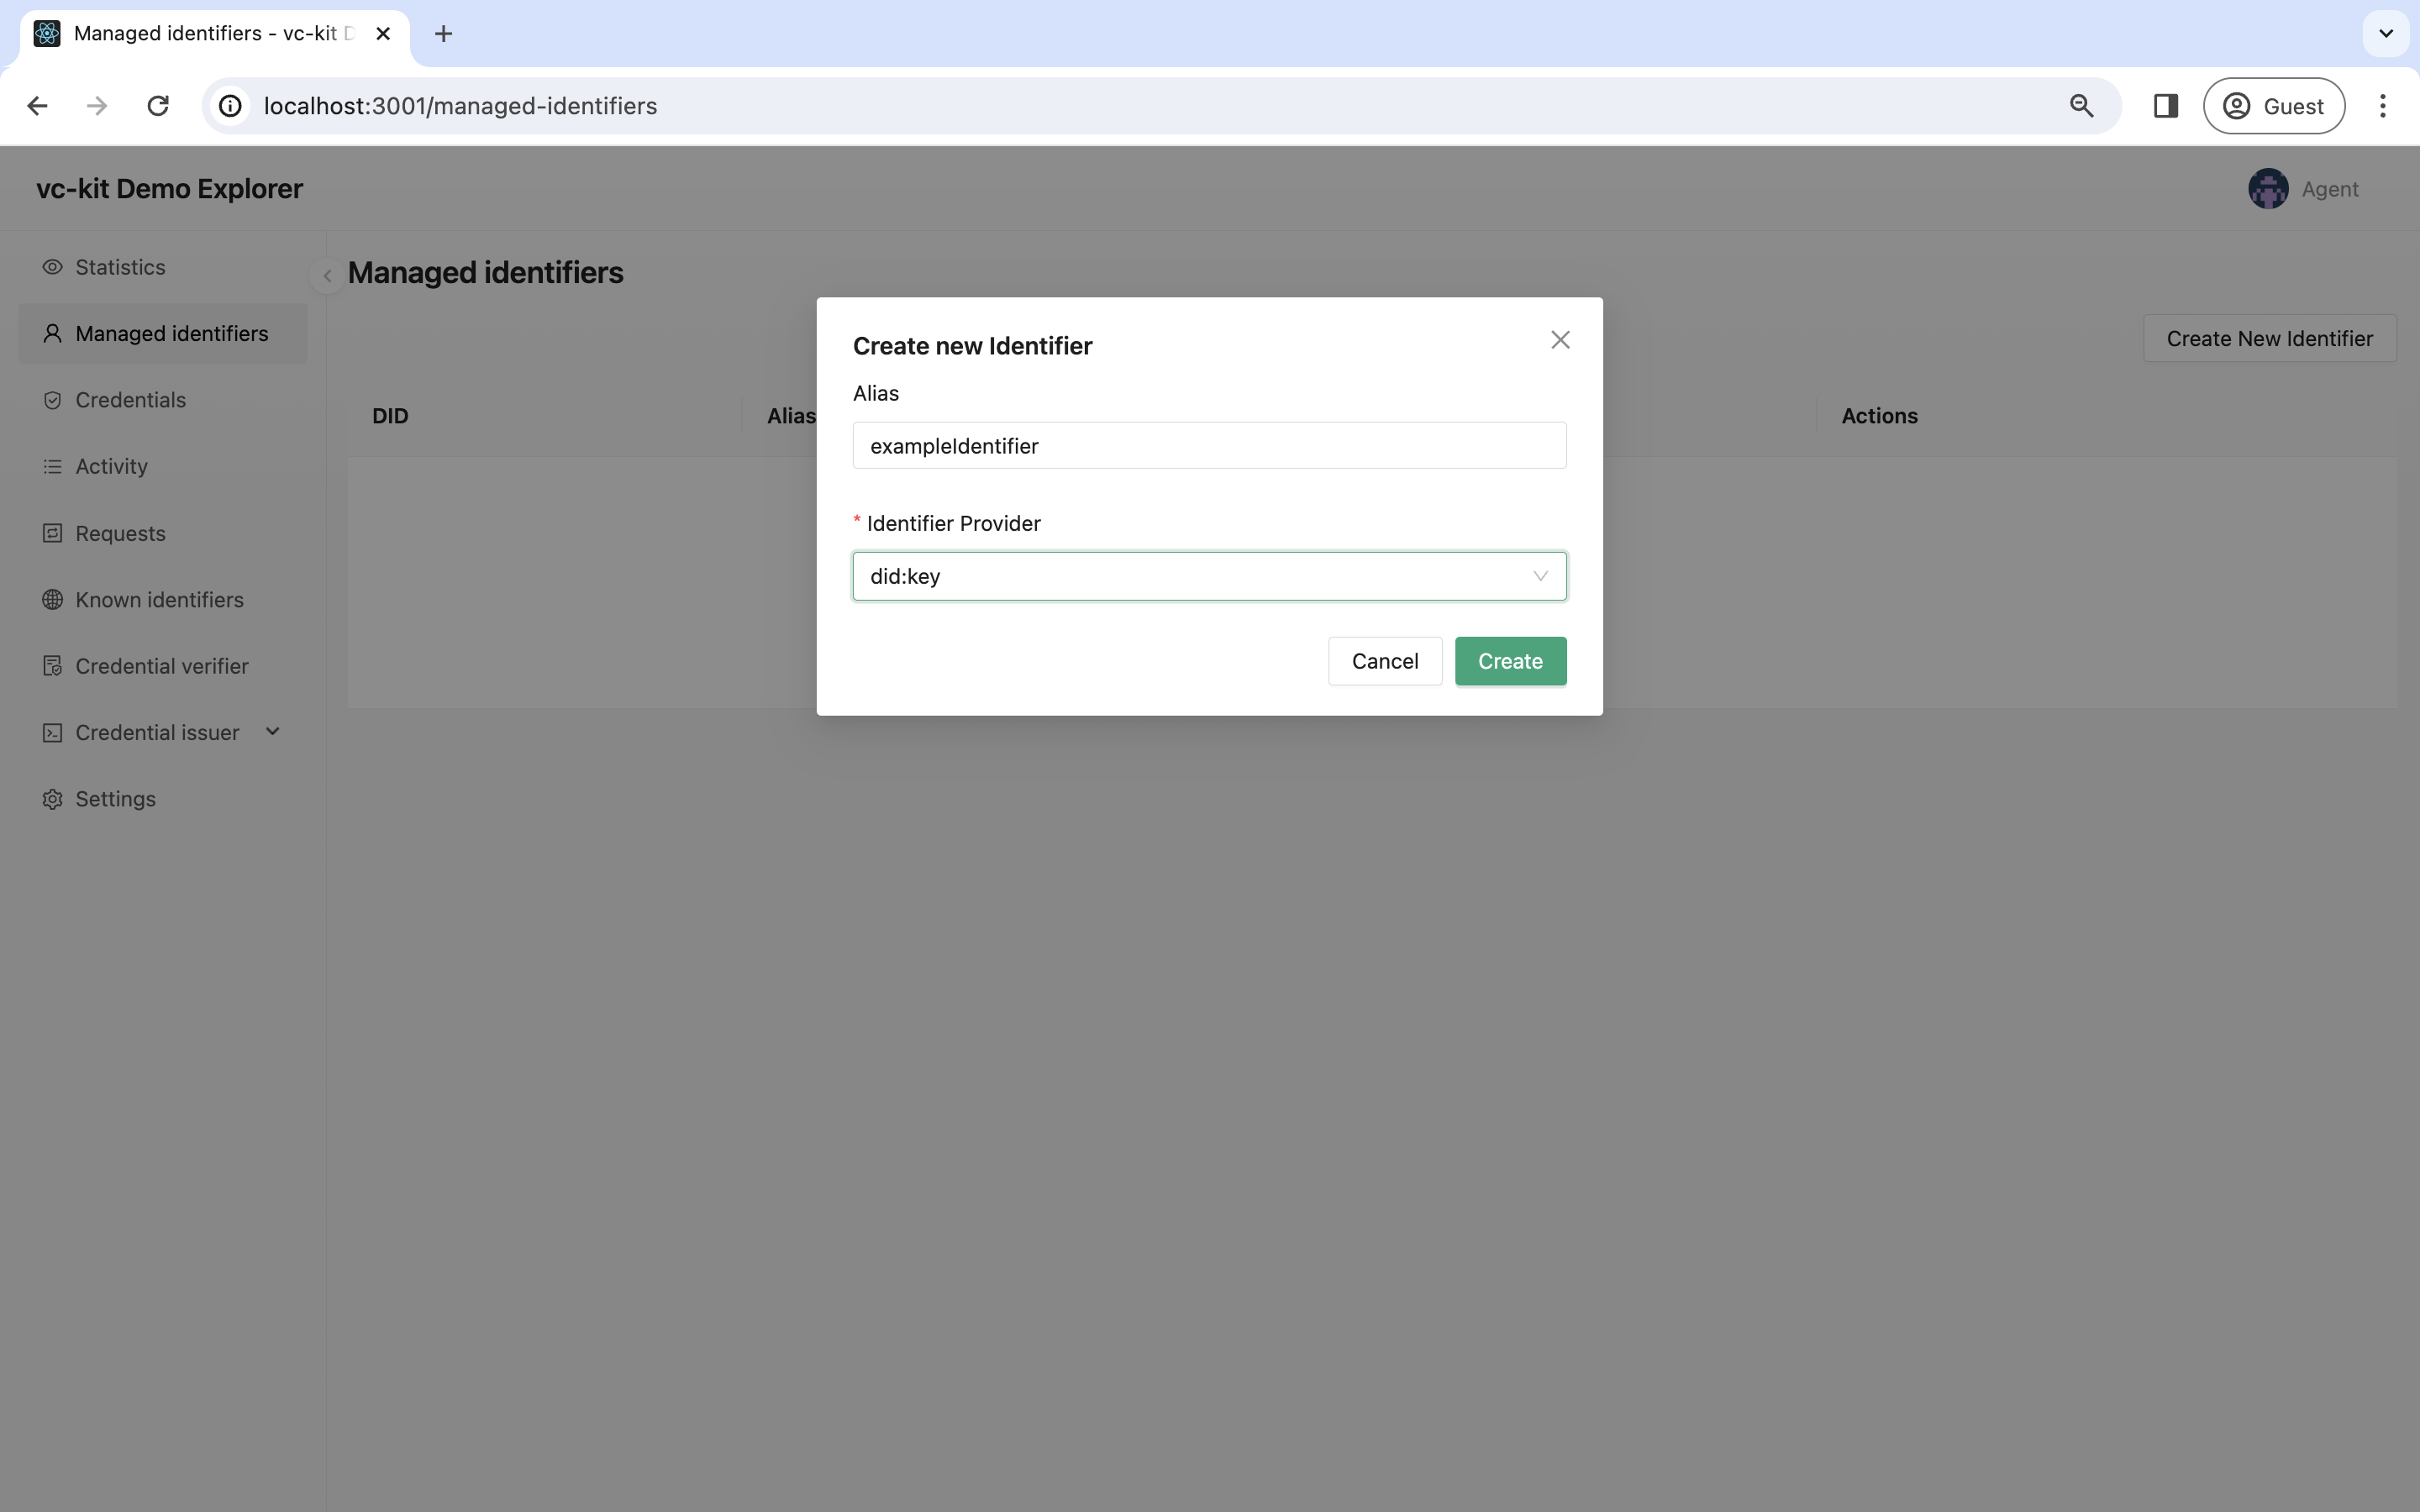 Managed identifiers - vc-kit D
localhost:3001/managed-identifiers
Guest
vc-kit Demo Explorer
Agent
Statistics
Managed identifiers
Credentials
Activity
Requests
Known identifiers
Credential verifier
Credential issuer
Settings
Managed identifiers
Create New Identifier
DID
Alias
Actions
Create new Identifier
Alias
exampleIdentifier
* Identifier Provider
did:key
Cancel
Create